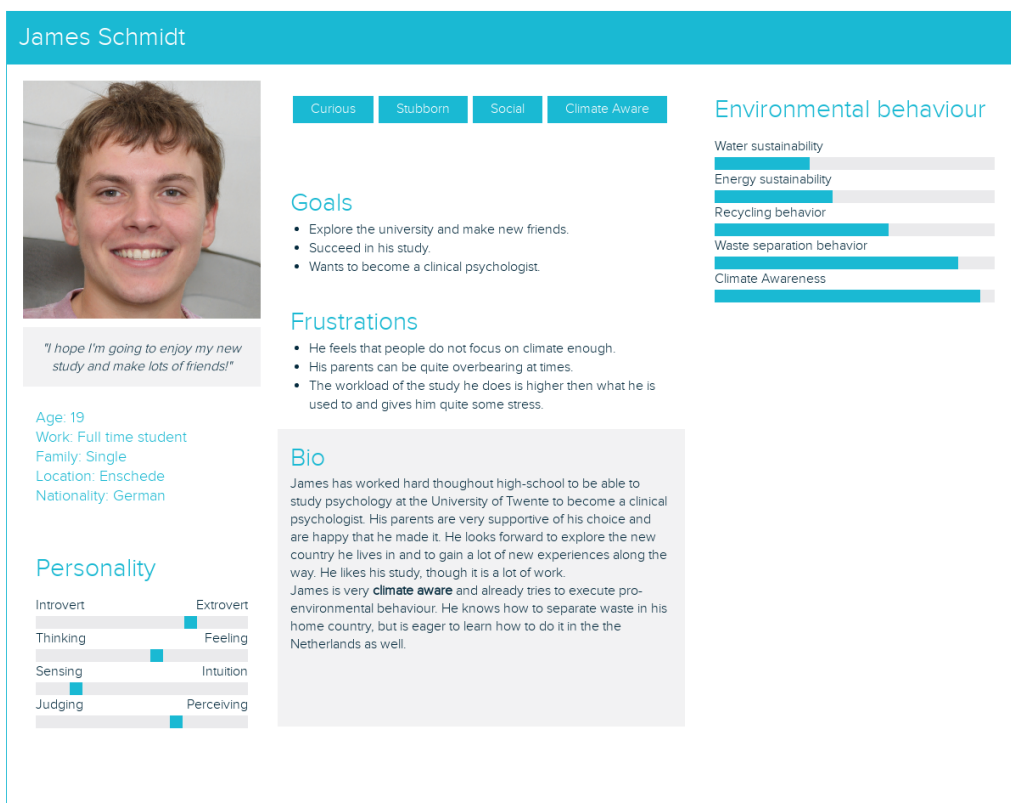 James Schmidt
"I hope I'm going to enjoy my new
study and make lots of friends!"
Age: 19
Work: Full time student
Family: Single
Location: Enschede
Nationality: German
Personality
Introvert Extrovert
Thinking Feeling
Sensing Intuition
Judging Perceiving
Curious Stubborn Social Climate Aware
Goals
• Explore the university and make new friends.
• Succeed in his study.
• Wants to become a clinical psychologist.
Frustrations
• He feels that people do not focus on climate enough.
• His parents can be quite overbearing at times.
• The workload of the study he does is higher then what he is
used to and gives him quite some stress.
Bio
James has worked hard thoughout high-school to be able to
study psychology at the University of Twente to become a clinical
psychologist. His parents are very supportive of his choice and
are happy that he made it. He looks forward to explore the new
country he lives in and to gain a lot of new experiences along the
way. He likes his study, though it is a lot of work.
James is very climate aware and already tries to execute pro-
environmental behaviour. He knows how to separate waste in his
home country, but is eager to learn how to do it in the the
Netherlands as well.
Environmental behaviour
Water sustainability
Energy sustainability
Recycling behavior
Waste separation behavior
Climate Awareness